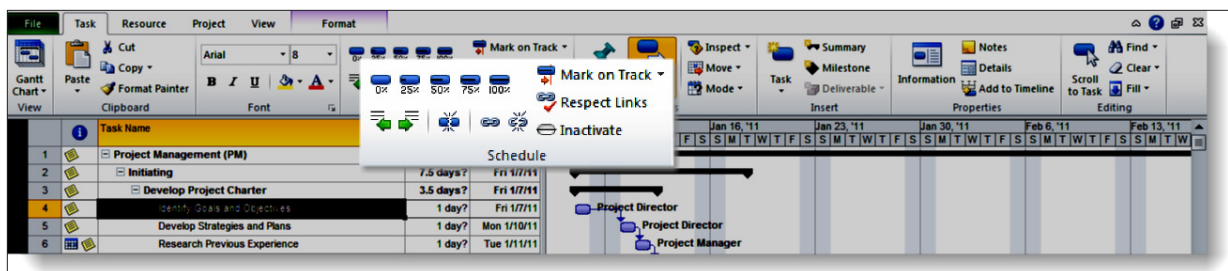 File Task Resource Project View Format
Cut
Copy
Format Painter
Paste
Gantt Chart
View
Clipboard
Arial 8
B I U A
Font
0% 25% 50% 75% 100%
Mark on Track
Respect Links
Inactivate
Schedule
Mark on Track
Inspect
Move
Mode
Task
Summary
Milestone
Deliverable
Insert
Information
Notes
Details
Add to Timeline
Properties
Scroll to Task
Find
Clear
Fill
Editing
Task Name
Jan 16, '11 Jan 23, '11 Jan 30, '11 Feb 6, '11 Feb 13, '11
F S S M T W T F S S M T W T F S S M T W T F S S M T W T F S S M T W
1 Project Management (PM)
2 Initiating 7.5 days? Fri 1/7/11
3 Develop Project Charter 3.5 days? Fri 1/7/11
4 Identify Goals and Objectives 1 day? Fri 1/7/11 Project Director
5 Develop Strategies and Plans 1 day? Mon 1/10/11 Project Director
6 Research Previous Experience 1 day? Tue 1/11/11 Project Manager